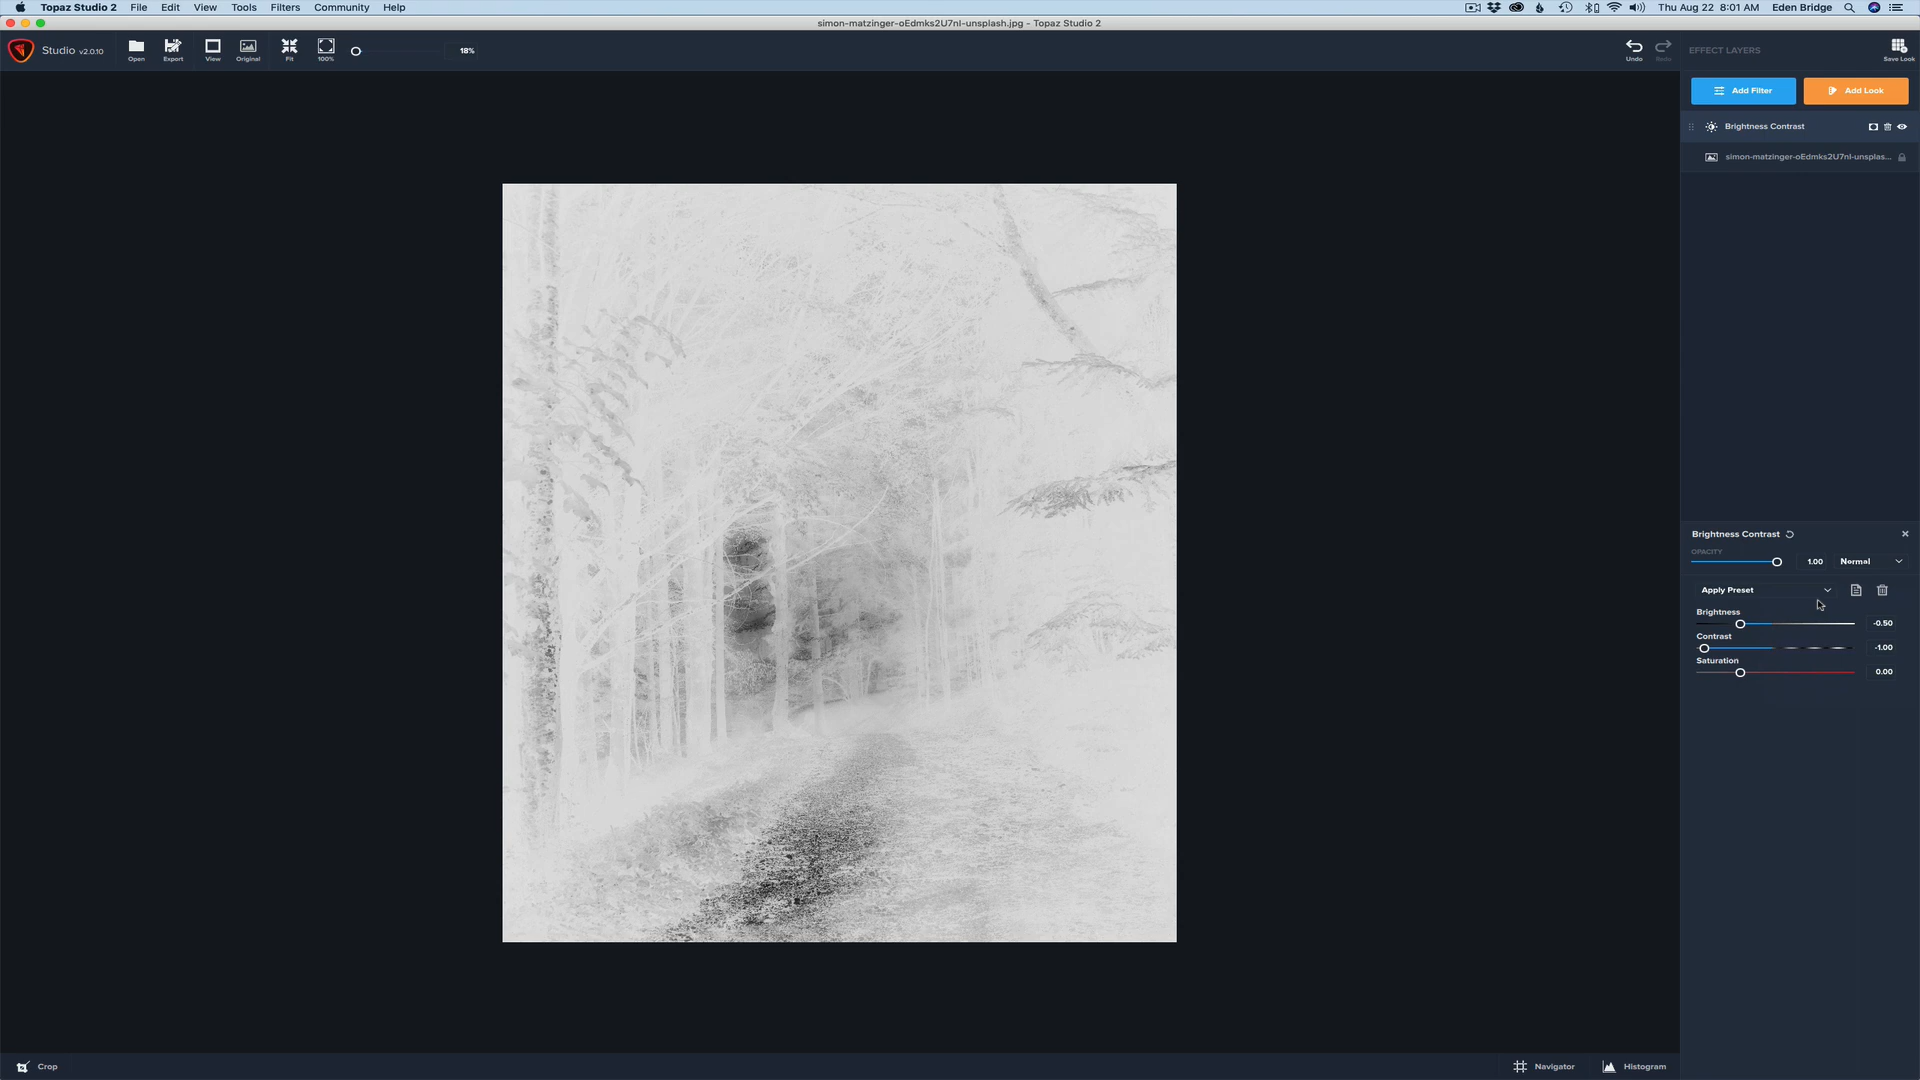 Topaz Studio 2 File Edit View Tools Filters Community Help Thu Aug 22 8:01 AM Eden Bridge
simon-matzinger-oEdmks2U7nI-unsplash.jpg - Topaz Studio 2
Studio v2.0.10
Open Export View Original Fit 100% 18% Undo Redo
EFFECT LAYERS
Save Look
Add Filter Add Look
Brightness Contrast
simon-matzinger-oEdmks2U7nI-unsplas...
Brightness Contrast
OPACITY
1.00 Normal
Apply Preset
Brightness
-0.50
Contrast
-1.00
Saturation
0.00
Crop Navigator Histogram